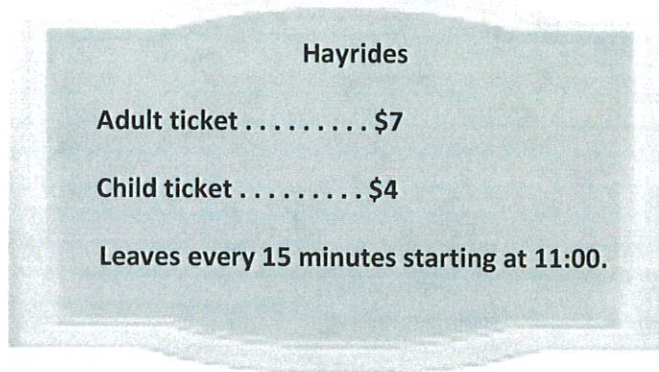 Hayrides
Adult ticket . . . . . . . . . $7
Child ticket . . . . . . . . . $4
Leaves every 15 minutes starting at 11:00.